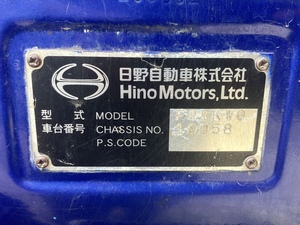 日野自動車株式会社
Hino Motors, Ltd.
型式 MODEL
車台番号 CHASSIS NO.
P.S.CODE